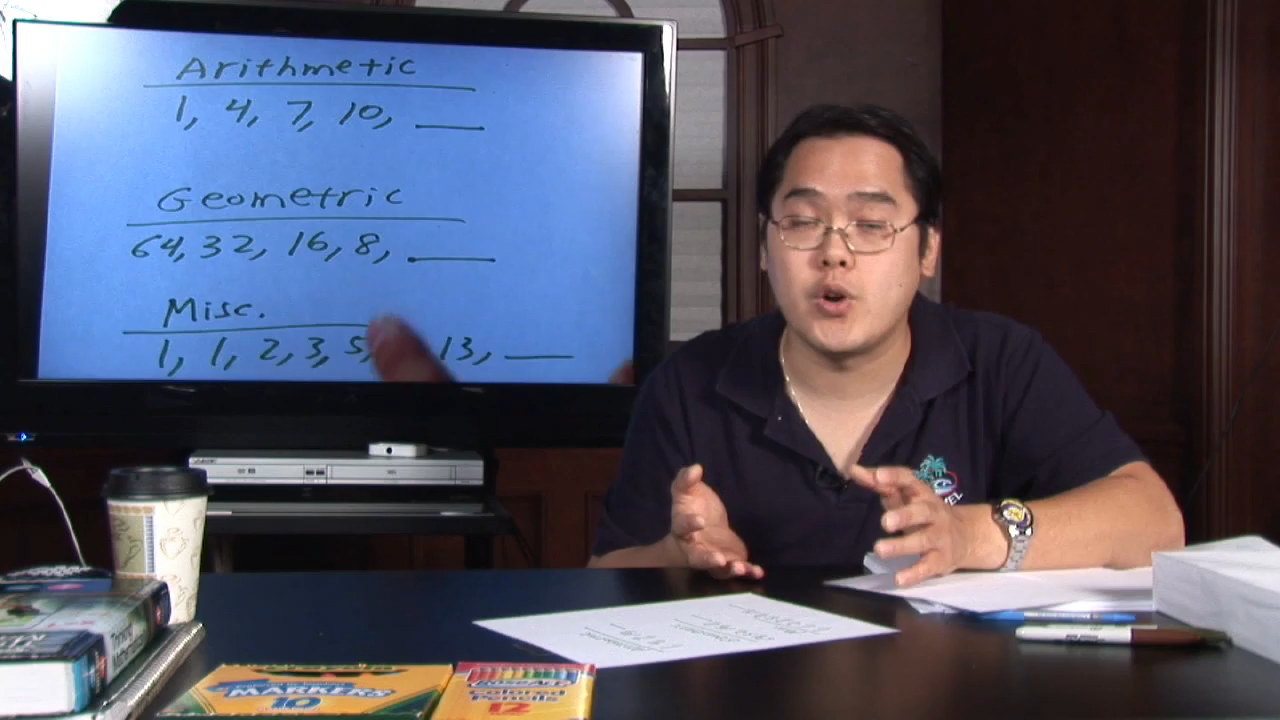 Arithmetic
1, 4, 7, 10, ___
Geometric
64, 32, 16, 8, ___
Misc.
1, 1, 2, 3, 5, 13, ___
MARKERS
10
RoseArt
Colored
Pencils
12